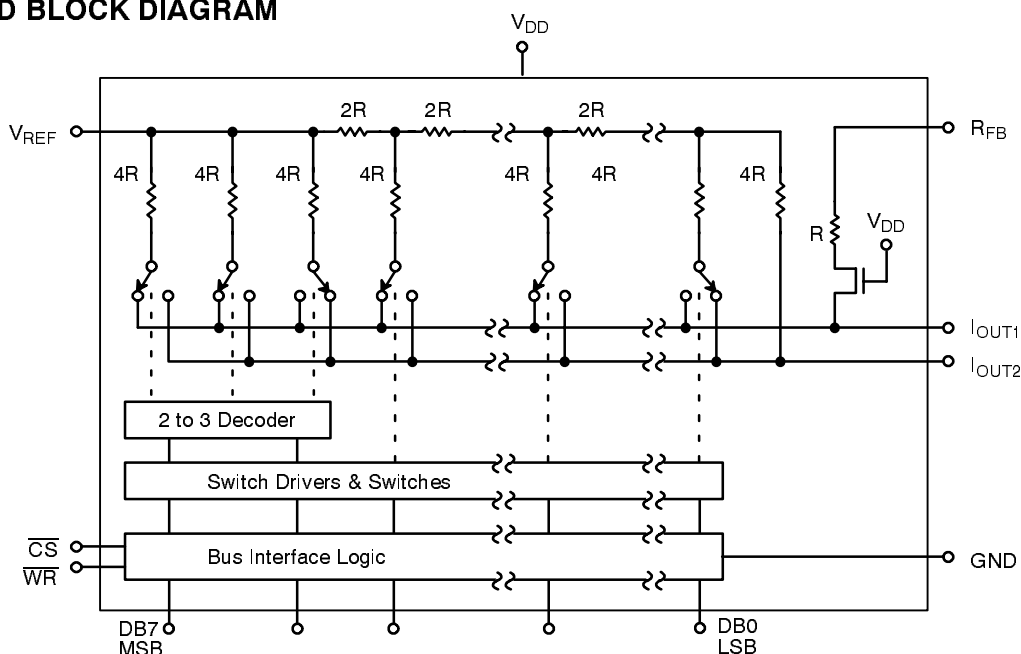 D BLOCK DIAGRAM
VDD
2R 2R 2R
VREF
RFB
4R 4R 4R 4R 4R 4R 4R
R
VDD
IOUT1
IOUT2
2 to 3 Decoder
Switch Drivers & Switches
CS
Bus Interface Logic
GND
WR
DB7
MSB
DB0
LSB